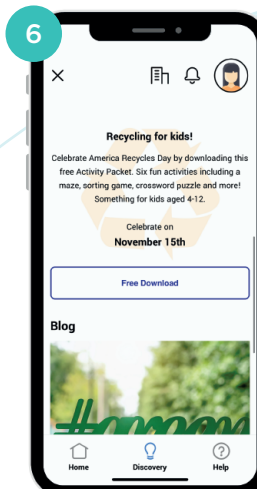 6
Recycling for kids!
Celebrate America Recycles Day by downloading this
free Activity Packet. Six fun activities including a
maze, sorting game, crossword puzzle and more!
Something for kids aged 4-12.
Celebrate on
November 15th
Free Download
Blog
Home
Discovery
Help